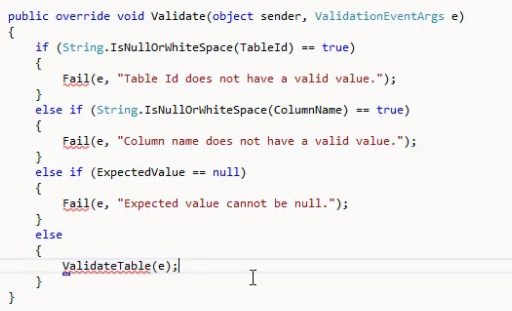 public override void Validate(object sender, ValidationEventArgs e)
{
if (String.IsNullOrWhiteSpace(TableId) == true)
{
Fail(e, "Table Id does not have a valid value.");
}
else if (String.IsNullOrWhiteSpace(ColumnName) == true)
{
Fail(e, "Column name does not have a valid value.");
}
else if (ExpectedValue == null)
{
Fail(e, "Expected value cannot be null.");
}
else
{
ValidateTable(e);
}
}